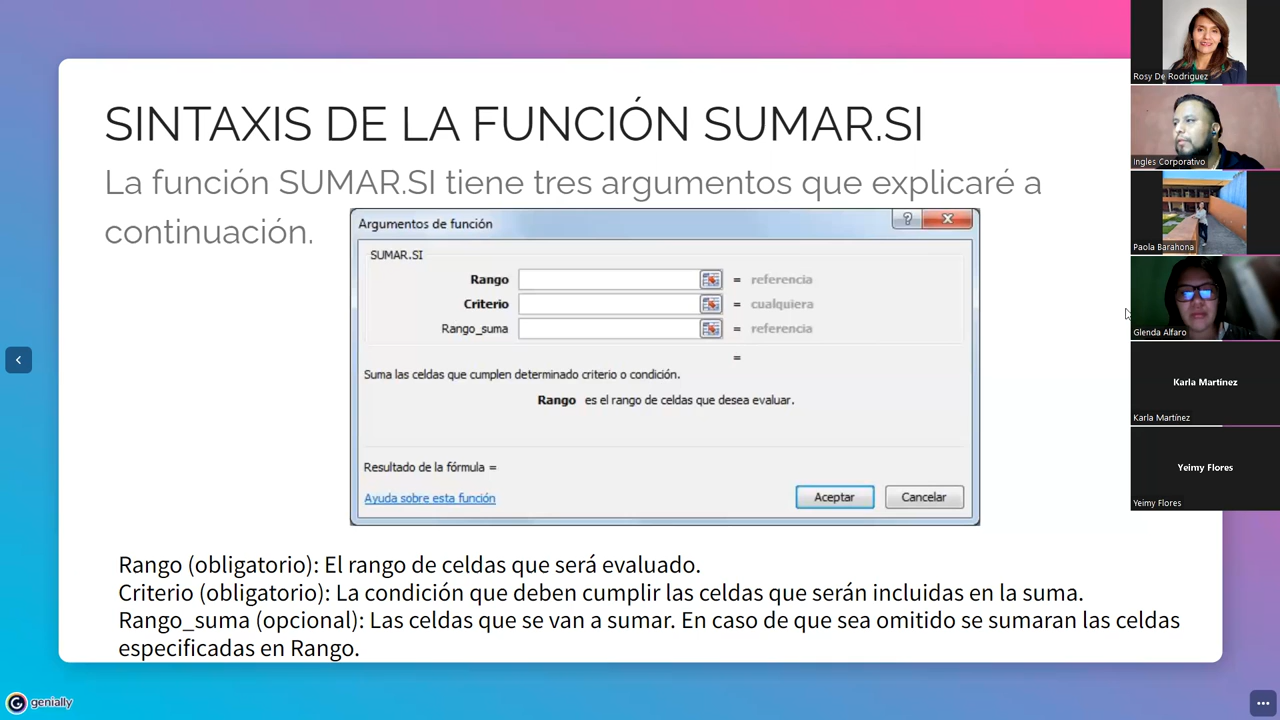 SINTAXIS DE LA FUNCIÓN SUMAR.SI
La función SUMAR.SI tiene tres argumentos que explicaré a
continuación.
Argumentos de función
?
SUMAR.SI
Rango = referencia
Criterio = cualquiera
Rango_suma = referencia
=
Suma las celdas que cumplen determinado criterio o condición.
Rango es el rango de celdas que desea evaluar.
Resultado de la fórmula =
Ayuda sobre esta función
Aceptar
Cancelar
Rango (obligatorio): El rango de celdas que será evaluado.
Criterio (obligatorio): La condición que deben cumplir las celdas que serán incluidas en la suma.
Rango_suma (opcional): Las celdas que se van a sumar. En caso de que sea omitido se sumaran las celdas
especificadas en Rango.
genially
Rosy De Rodriguez
Ingles Corporativo
Paola Barahona
Glenda Alfaro
Karla Martínez
Karla Martínez
Yeimy Flores
Yeimy Flores